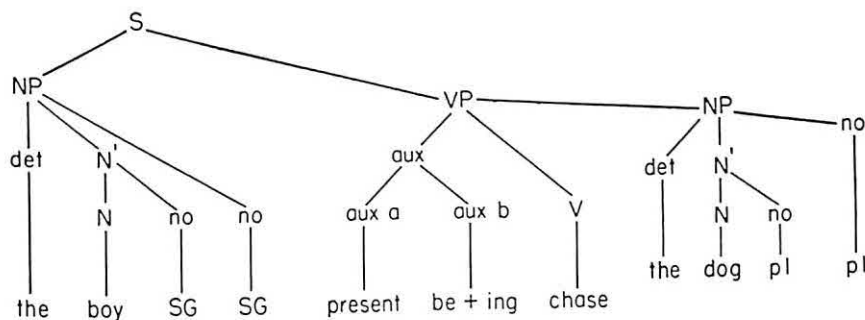 S
NP VP NP no
det N' aux det N'
N no no aux a aux b V N no
the boy SG SG present be + ing chase the dog pl pl